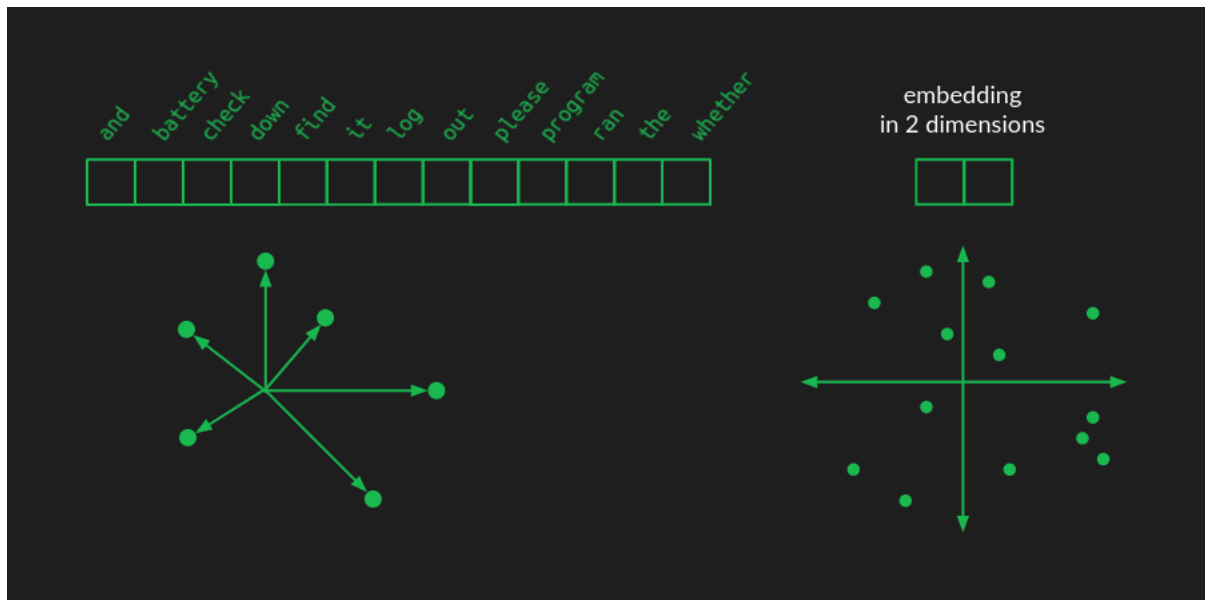 and
battery
check
down
find
it
log
out
please
program
ran
the
whether
embedding
in 2 dimensions